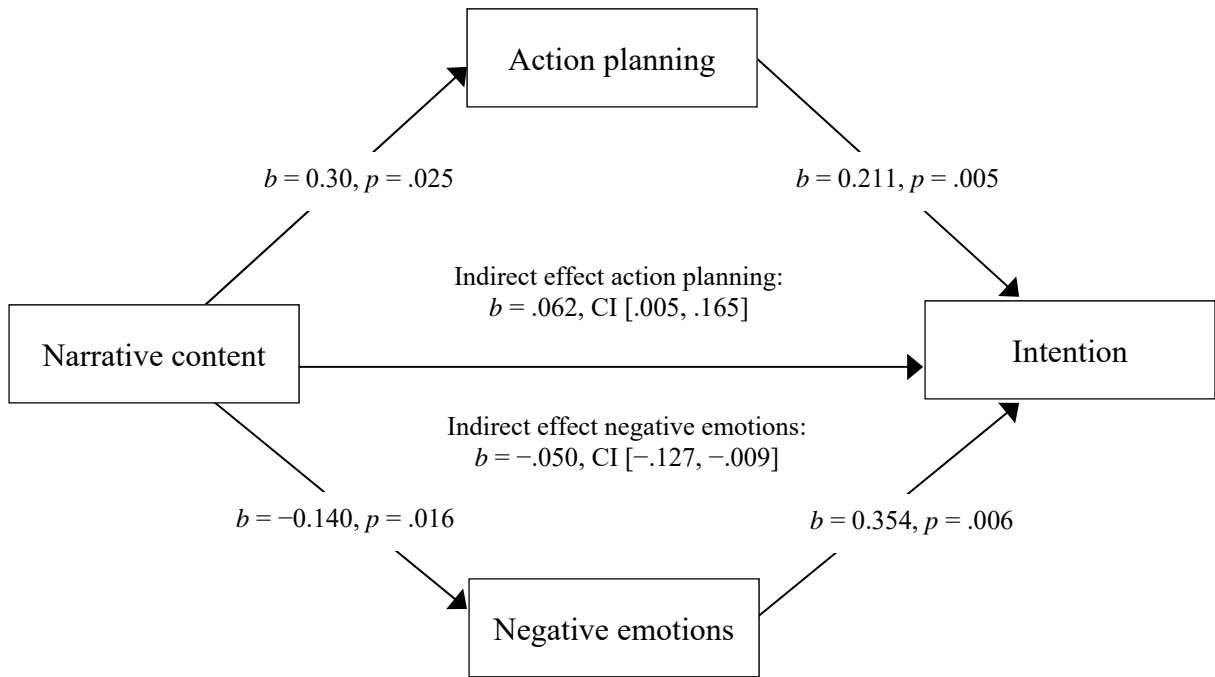 Action planning
b = 0.30, p = .025
b = 0.211, p = .005
Indirect effect action planning:
b = .062, CI [.005, .165]
Narrative content
Intention
Indirect effect negative emotions:
b = −.050, CI [−.127, −.009]
b = −0.140, p = .016
b = 0.354, p = .006
Negative emotions